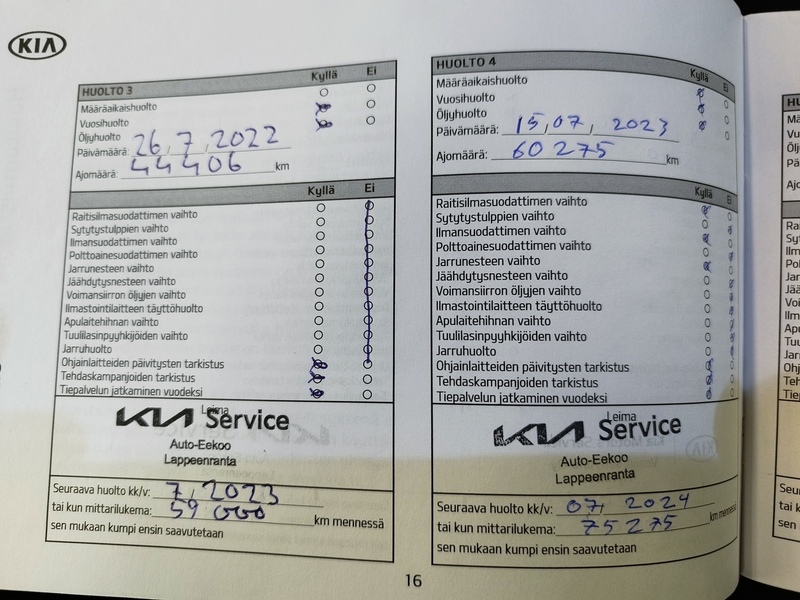 KIA
HUOLTO 3
Kyllä Ei
Määräaikaishuolto
Vuosihuolto
Öljyhuolto
Päivämäärä: 26,7,2022
Ajomäärä: 44406 km
Kyllä Ei
Raitisilmasuodattimen vaihto
Sytytystulppien vaihto
Ilmansuodattimen vaihto
Polttoainesuodattimen vaihto
Jarrunesteen vaihto
Jäähdytysnesteen vaihto
Voimansiirron öljyjen vaihto
Ilmastointilaitteen täyttöhuolto
Apulaitehihnan vaihto
Tuulilasinpyyhkijöiden vaihto
Jarruhuolto
Ohjainlaitteiden päivitysten tarkistus
Tehdaskampanjoiden tarkistus
Tiepalvelun jatkaminen vuodeksi
Leima
KIA Service
Auto-Eekoo
Lappeenranta
Seuraava huolto kk/v: 7,2023
tai kun mittarilukema: 59000 km mennessä
sen mukaan kumpi ensin saavutetaan
HUOLTO 4
Kyllä Ei
Määräaikaishuolto
Vuosihuolto
Öljyhuolto
Päivämäärä: 15,07, 2023
Ajomäärä: 60275 km
Kyllä Ei
Raitisilmasuodattimen vaihto
Sytytystulppien vaihto
Ilmansuodattimen vaihto
Polttoainesuodattimen vaihto
Jarrunesteen vaihto
Jäähdytysnesteen vaihto
Voimansiirron öljyjen vaihto
Ilmastointilaitteen täyttöhuolto
Apulaitehihnan vaihto
Tuulilasinpyyhkijöiden vaihto
Jarruhuolto
Ohjainlaitteiden päivitysten tarkistus
Tehdaskampanjoiden tarkistus
Tiepalvelun jatkaminen vuodeksi
Leima
KIA Service
Auto-Eekoo
Lappeenranta
Seuraava huolto kk/v: 07, 2024
tai kun mittarilukema: 75275 km mennessä
sen mukaan kumpi ensin saavutetaan
16